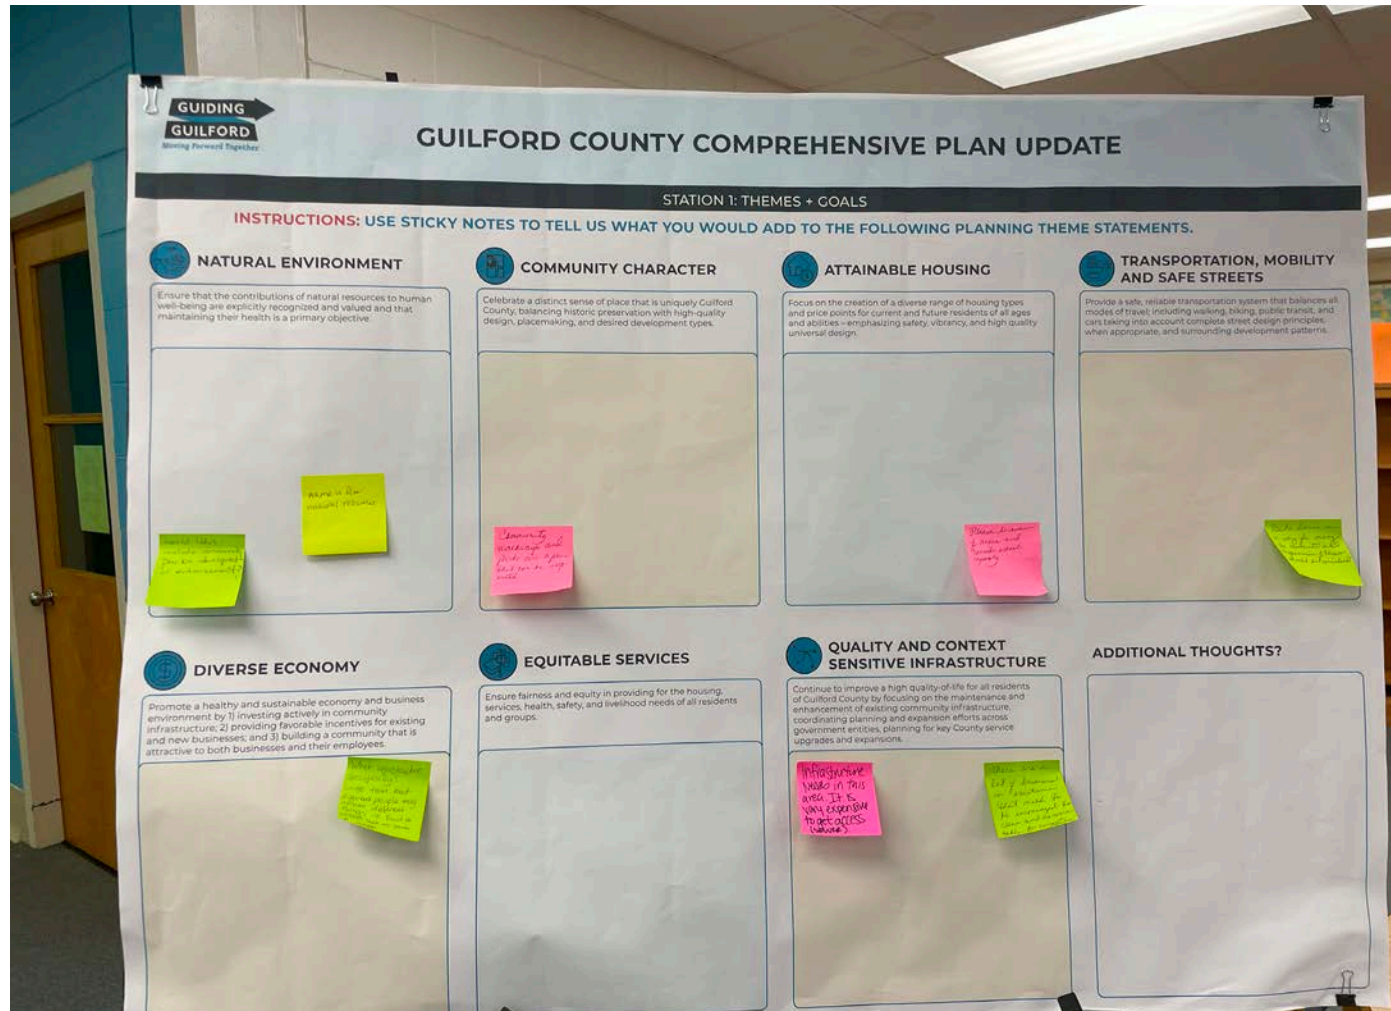 GUIDING
GUILFORD
Moving Forward Together
GUILFORD COUNTY COMPREHENSIVE PLAN UPDATE
STATION 1: THEMES + GOALS
INSTRUCTIONS: USE STICKY NOTES TO TELL US WHAT YOU WOULD ADD TO THE FOLLOWING PLANNING THEME STATEMENTS.
NATURAL ENVIRONMENT
Ensure that the contributions of natural resources to human
well-being are explicitly recognized and valued and that
maintaining their health is a primary objective.
name a few
natural resources
COMMUNITY CHARACTER
Celebrate a distinct sense of place that is uniquely Guilford
County, balancing historic preservation with high-quality
design, placemaking, and desired development types.
Community
ATTAINABLE HOUSING
Focus on the creation of a diverse range of housing types
and price points for current and future residents of all ages
and abilities – emphasizing safety, vibrancy, and high quality
universal design.
TRANSPORTATION, MOBILITY
AND SAFE STREETS
Provide a safe, reliable transportation system that balances all
modes of travel; including walking, biking, public transit, and
cars taking into account complete street design principles,
when appropriate, and surrounding development patterns.
DIVERSE ECONOMY
Promote a healthy and sustainable economy and business
environment by 1) investing actively in community
infrastructure; 2) providing favorable incentives for existing
and new businesses; and 3) building a community that is
attractive to both businesses and their employees.
EQUITABLE SERVICES
Ensure fairness and equity in providing for the housing,
services, health, safety, and livelihood needs of all residents
and groups.
QUALITY AND CONTEXT
SENSITIVE INFRASTRUCTURE
Continue to improve a high quality-of-life for all residents
of Guilford County by focusing on the maintenance and
enhancement of existing community infrastructure,
coordinating planning and expansion efforts across
government entities, planning for key County service
upgrades and expansions.
Infrastructure
in this
area. It is
very expensive
to get access
ADDITIONAL THOUGHTS?